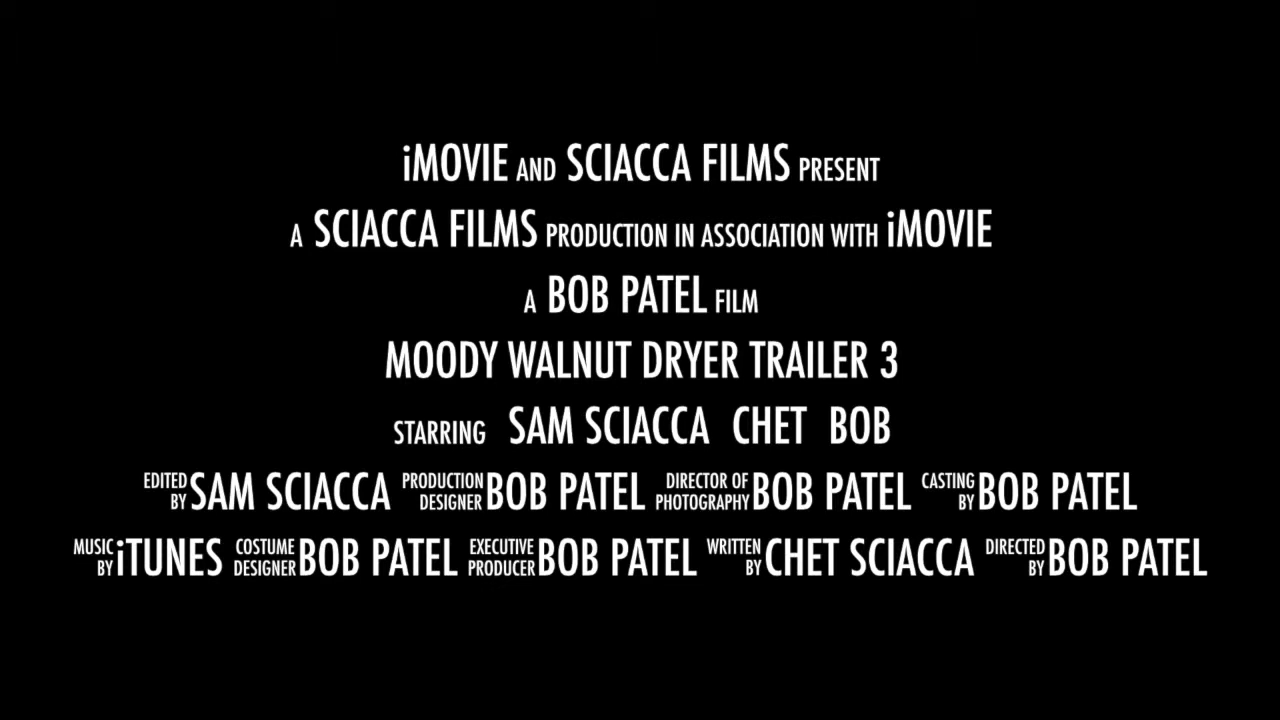 iMOVIE AND SCIACCA FILMS PRESENT
A SCIACCA FILMS PRODUCTION IN ASSOCIATION WITH iMOVIE
A BOB PATEL FILM
MOODY WALNUT DRYER TRAILER 3
STARRING SAM SCIACCA CHET BOB
EDITED BY SAM SCIACCA PRODUCTION DESIGNER BOB PATEL DIRECTOR OF PHOTOGRAPHY BOB PATEL CASTING BY BOB PATEL
MUSIC BY iTUNES COSTUME DESIGNER BOB PATEL EXECUTIVE PRODUCER BOB PATEL WRITTEN BY CHET SCIACCA DIRECTED BY BOB PATEL